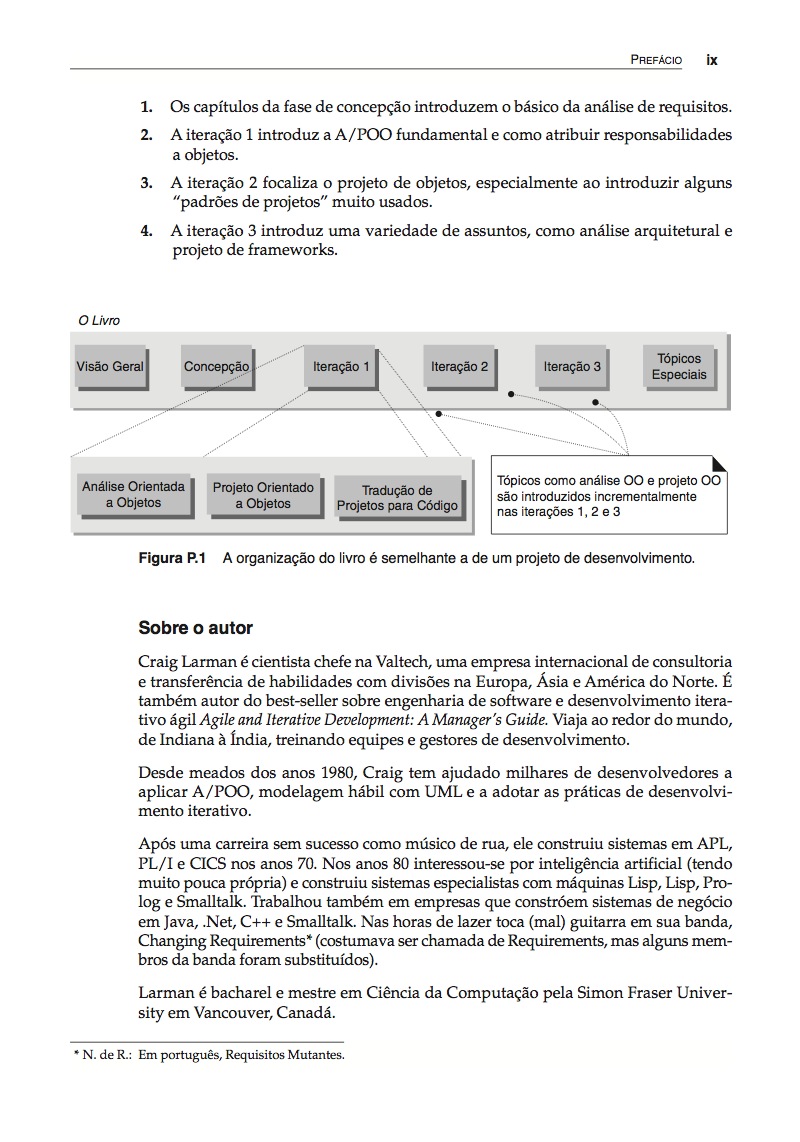 PREFÁCIO ix
1. Os capítulos da fase de concepção introduzem o básico da análise de requisitos.
2. A iteração 1 introduz a A/POO fundamental e como atribuir responsabilidades
a objetos.
3. A iteração 2 focaliza o projeto de objetos, especialmente ao introduzir alguns
“padrões de projetos” muito usados.
4. A iteração 3 introduz uma variedade de assuntos, como análise arquitetural e
projeto de frameworks.
O Livro
Visão Geral
Concepção
Iteração 1
Iteração 2
Iteração 3
Tópicos
Especiais
Análise Orientada
a Objetos
Projeto Orientado
a Objetos
Tradução de
Projetos para Código
Tópicos como análise OO e projeto OO
são introduzidos incrementalmente
nas iterações 1, 2 e 3
Figura P.1 A organização do livro é semelhante a de um projeto de desenvolvimento.
Sobre o autor
Craig Larman é cientista chefe na Valtech, uma empresa internacional de consultoria
e transferência de habilidades com divisões na Europa, Ásia e América do Norte. É
também autor do best-seller sobre engenharia de software e desenvolvimento itera-
tivo ágil Agile and Iterative Development: A Manager’s Guide. Viaja ao redor do mundo,
de Indiana à Índia, treinando equipes e gestores de desenvolvimento.
Desde meados dos anos 1980, Craig tem ajudado milhares de desenvolvedores a
aplicar A/POO, modelagem hábil com UML e a adotar as práticas de desenvolvi-
mento iterativo.
Após uma carreira sem sucesso como músico de rua, ele construiu sistemas em APL,
PL/I e CICS nos anos 70. Nos anos 80 interessou-se por inteligência artificial (tendo
muito pouca própria) e construiu sistemas especialistas com máquinas Lisp, Lisp, Pro-
log e Smalltalk. Trabalhou também em empresas que constróem sistemas de negócio
em Java, .Net, C++ e Smalltalk. Nas horas de lazer toca (mal) guitarra em sua banda,
Changing Requirements* (costumava ser chamada de Requirements, mas alguns mem-
bros da banda foram substituídos).
Larman é bacharel e mestre em Ciência da Computação pela Simon Fraser Univer-
sity em Vancouver, Canadá.
* N. de R.: Em português, Requisitos Mutantes.